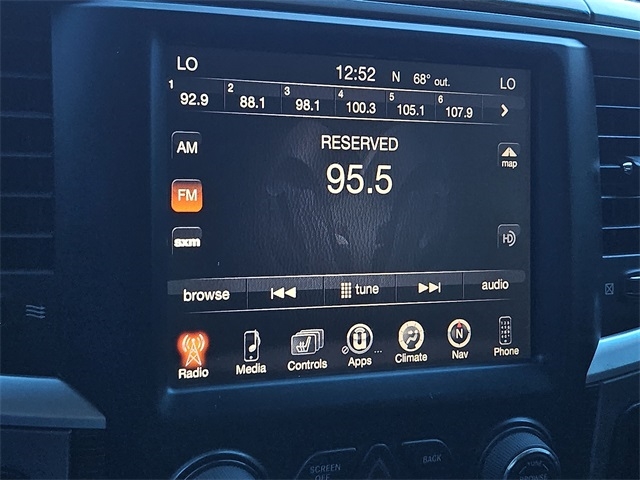 LO 12:52 N 68° out. LO
1 92.9 2 88.1 3 98.1 4 100.3 5 105.1 6 107.9
AM RESERVED map
FM 95.5
sxm HD
browse tune audio
Radio Media Controls Apps Climate Nav Phone
N
SCREEN OFF BACK
BROWSE